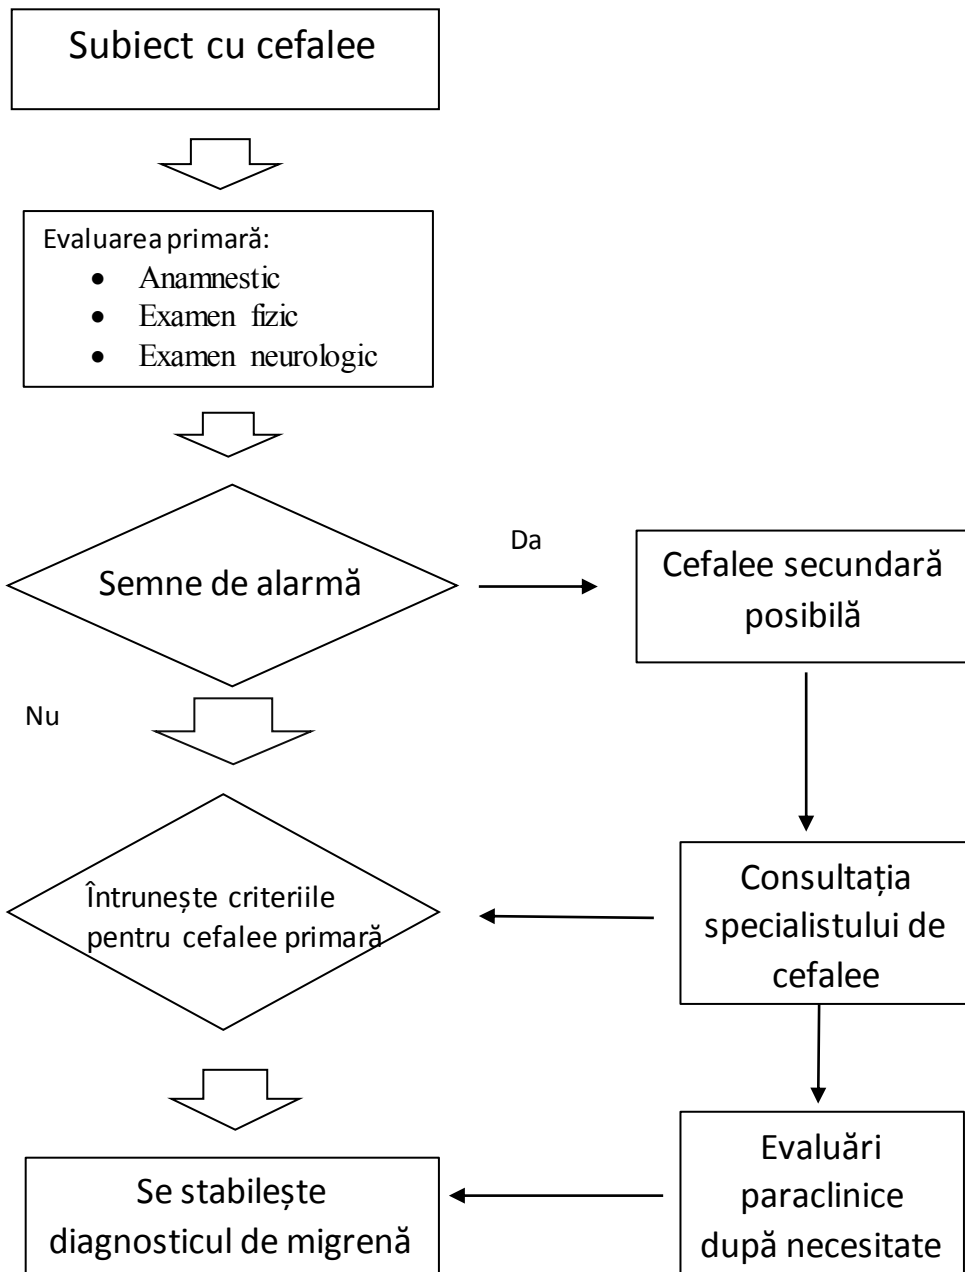 Subiect cu cefalee
Evaluarea primară:
• Anamnestic
• Examen fizic
• Examen neurologic
Semne de alarmă
Da
Cefalee secundară
posibilă
Nu
Întrunește criteriile
pentru cefalee primară
Consultația
specialistului de
cefalee
Se stabilește
diagnosticul de migrenă
Evaluări
paraclinice
după necesitate